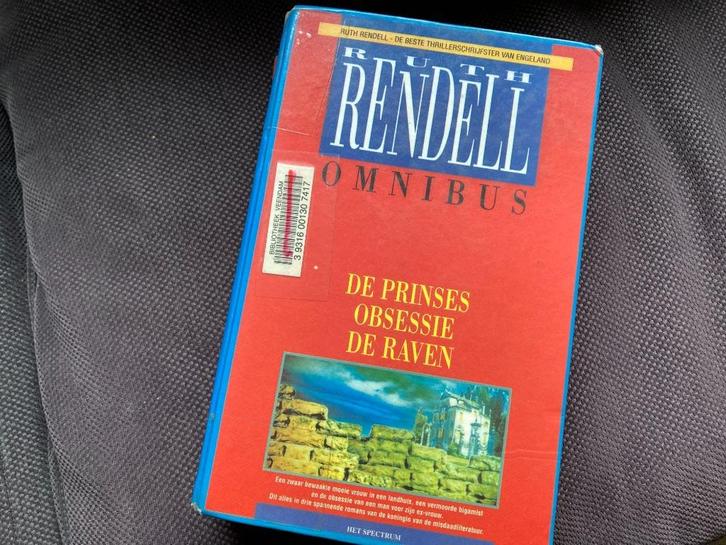 RUTH RENDELL - DE BESTE THRILLERSCHRIJFSTER VAN ENGELAND
RUTH
RENDELL
OMNIBUS
BIBLIOTHEEK VEENDAM
3 9316 00130 7417
DE PRINSES
OBSESSIE
DE RAVEN
Een zwaar bewaakte mooie vrouw in een landhuis, een vermoorde bigamist
en de obsessie van een man voor zijn ex-vrouw.
Dit alles in drie spannende romans van de koningin van de misdaadliteratuur.
HET SPECTRUM